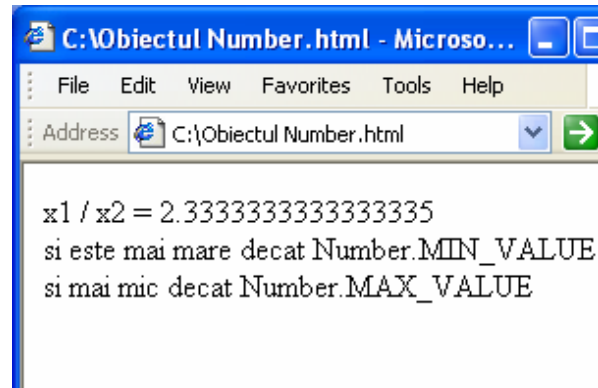 C:\Obiectul Number.html - Microso...
File Edit View Favorites Tools Help
Address C:\Obiectul Number.html
x1 / x2 = 2.3333333333333335
si este mai mare decat Number.MIN_VALUE
si mai mic decat Number.MAX_VALUE